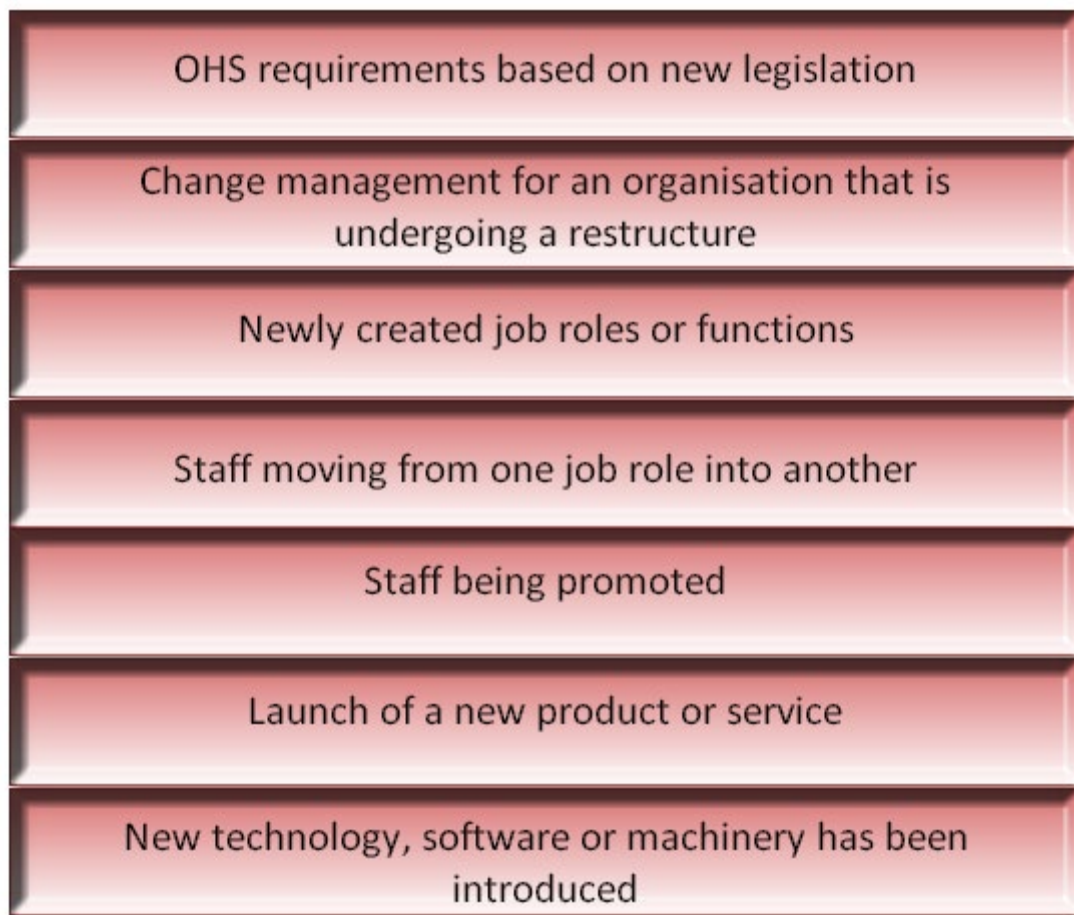 OHS requirements based on new legislation
Change management for an organisation that is
undergoing a restructure
Newly created job roles or functions
Staff moving from one job role into another
Staff being promoted
Launch of a new product or service
New technology, software or machinery has been
introduced